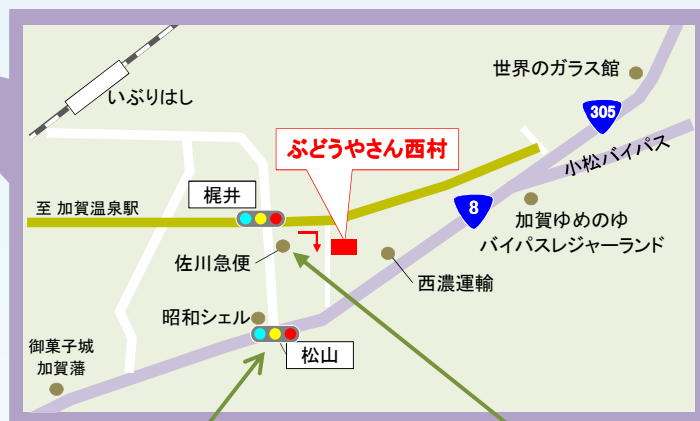 世界のガラス館
いぶりはし
305
ぶどうやさん西村
小松バイパス
梶井
至 加賀温泉駅
8
加賀ゆめのゆ
バイパスレジャーランド
佐川急便
西濃運輸
昭和シェル
御菓子城
加賀藩
松山